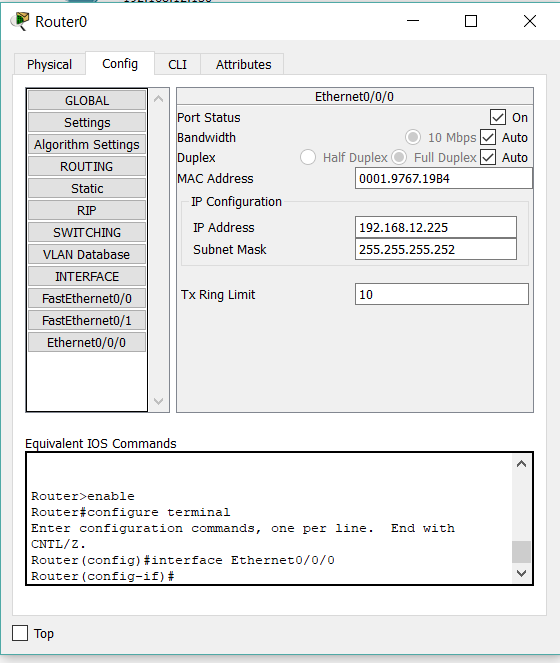 192.168.12.130
Router0
Physical Config CLI Attributes
GLOBAL
Settings
Algorithm Settings
ROUTING
Static
RIP
SWITCHING
VLAN Database
INTERFACE
FastEthernet0/0
FastEthernet0/1
Ethernet0/0/0
Ethernet0/0/0
Port Status On
Bandwidth 10 Mbps Auto
Duplex Half Duplex Full Duplex Auto
MAC Address 0001.9767.19B4
IP Configuration
IP Address 192.168.12.225
Subnet Mask 255.255.255.252
Tx Ring Limit 10
Equivalent IOS Commands
Router>enable
Router#configure terminal
Enter configuration commands, one per line. End with
CNTL/Z.
Router(config)#interface Ethernet0/0/0
Router(config-if)#
Top